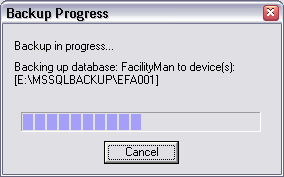 Backup Progress
Backup in progress...
Backing up database: FacilityMan to device(s):
[E:\MSSQLBACKUP\EFA001]
Cancel